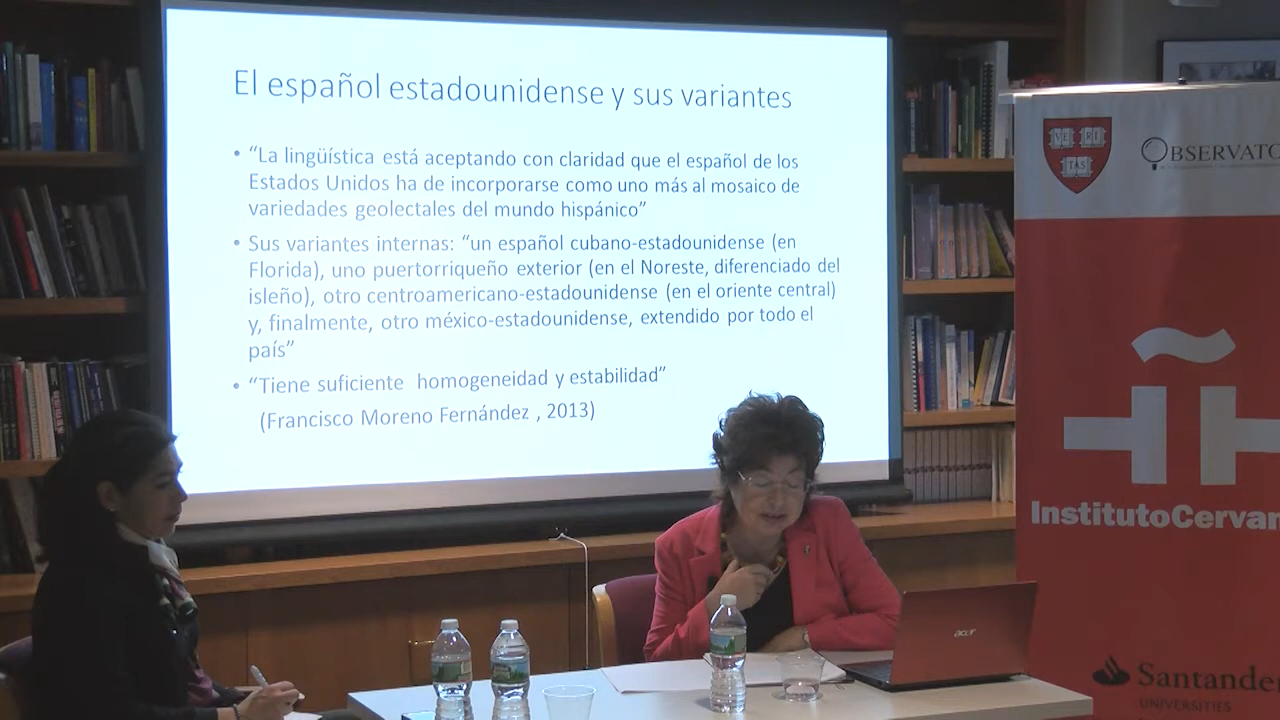 El español estadounidense y sus variantes
• “La lingüística está aceptando con claridad que el español de los
Estados Unidos ha de incorporarse como uno más al mosaico de
variedades geolectales del mundo hispánico”
• Sus variantes internas: “un español cubano-estadounidense (en
Florida), uno puertorriqueño exterior (en el Noreste, diferenciado del
isleño), otro centroamericano-estadounidense (en el oriente central)
y, finalmente, otro méxico-estadounidense, extendido por todo el
país”
• “Tiene suficiente homogeneidad y estabilidad”
(Francisco Moreno Fernández , 2013)
VE RI
TAS
OBSERVATO
InstitutoCervan
acer
Santander
UNIVERSITIES